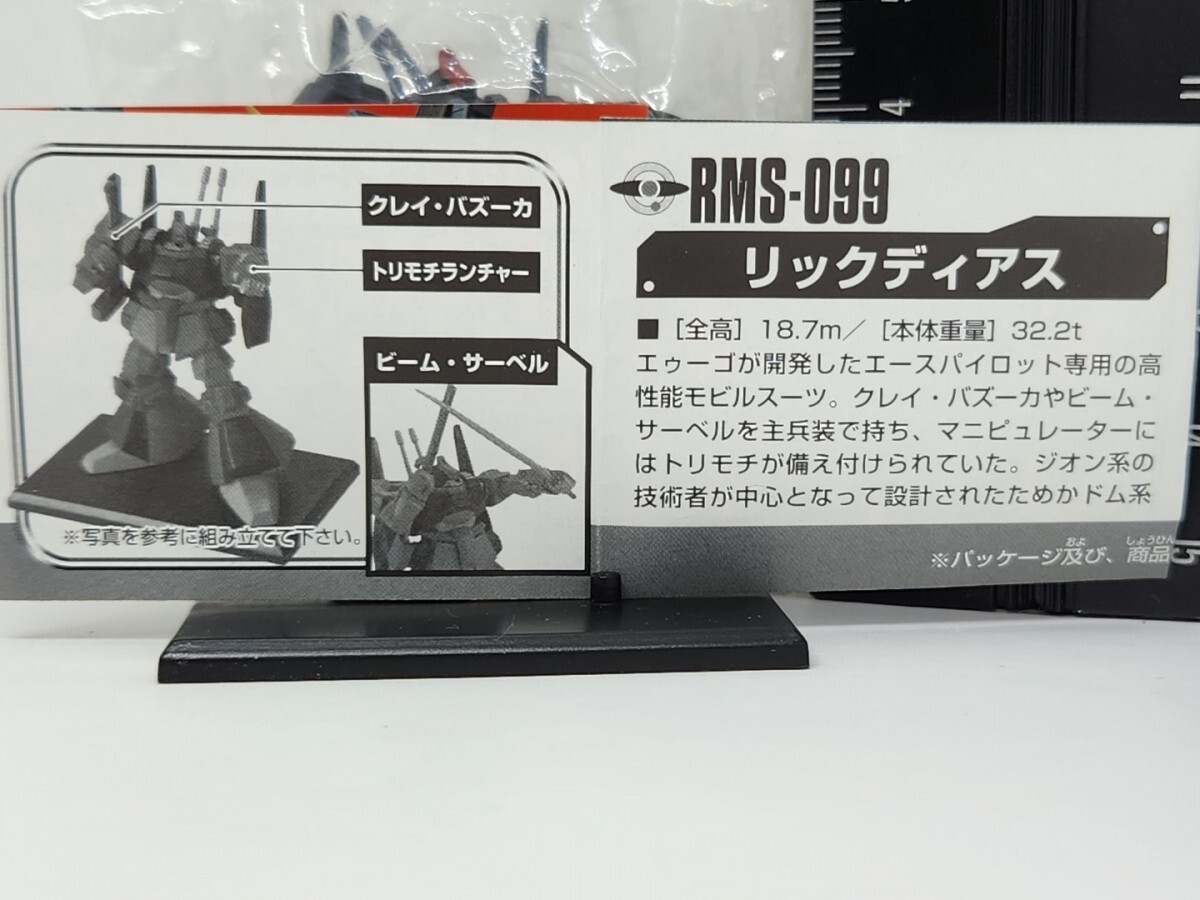 クレイ・バズーカ
トリモチランチャー
ビーム・サーベル
※写真を参考に組み立てて下さい。
RMS-099
リックディアス
■ [全高] 18.7m／ [本体重量] 32.2t
エゥーゴが開発したエースパイロット専用の高
性能モビルスーツ。クレイ・バズーカやビーム・
サーベルを主兵装で持ち、マニピュレーターに
はトリモチが備え付けられていた。ジオン系の
技術者が中心となって設計されたためかドム系
※パッケージ及び、商品
4